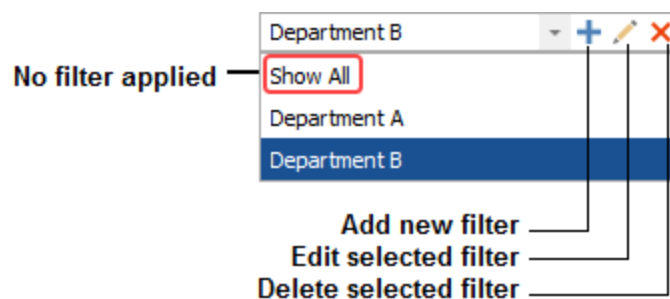 Department B
No filter applied
Show All
Department A
Department B
Add new filter
Edit selected filter
Delete selected filter